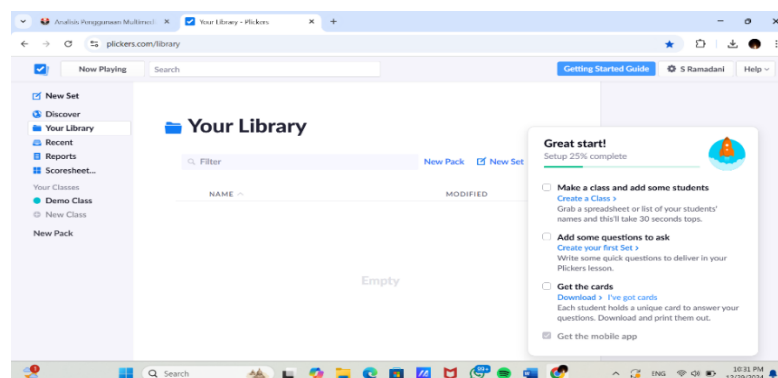 Analisis Penggunaan Multimedi
Your Library - Plickers
plickers.com/library
Now Playing
Search
Getting Started Guide
S Ramadani
Help
New Set
Discover
Your Library
Recent
Reports
Scoresheet...
Your Classes
Demo Class
New Class
New Pack
Your Library
Filter
New Pack
New Set
NAME
MODIFIED
Empty
Great start!
Setup 25% complete
Make a class and add some students
Create a Class >
Grab a spreadsheet or list of your students'
names and this'll take 30 seconds tops.
Add some questions to ask
Create your first Set >
Write some quick questions to deliver in your
Plickers lesson.
Get the cards
Download > I've got cards
Each student holds a unique card to answer your
questions. Download and print them out.
Get the mobile app
Search
99+
ENG
10:31 PM
12/29/2024